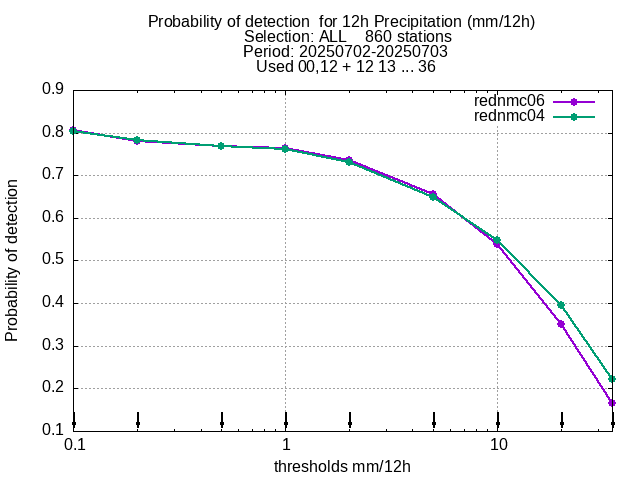 Probability of detection  for 12h Precipitation (mm/12h)
Selection: ALL    860 stations
Period: 20250702-20250703
Used 00,12 + 12 13 ... 36
rednmc06
rednmc04
Probability of detection
0.9
0.8
0.7
0.6
0.5
0.4
0.3
0.2
0.1
0.1
1
10
thresholds mm/12h